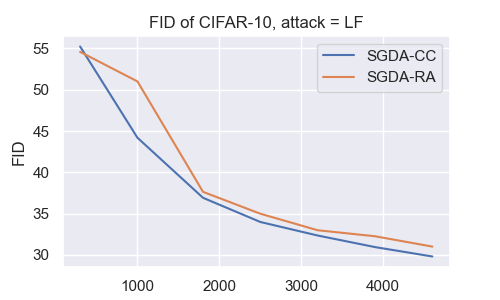 FID of CIFAR-10, attack = LF
SGDA-CC
SGDA-RA
FID
55
50
45
40
35
30
1000 2000 3000 4000